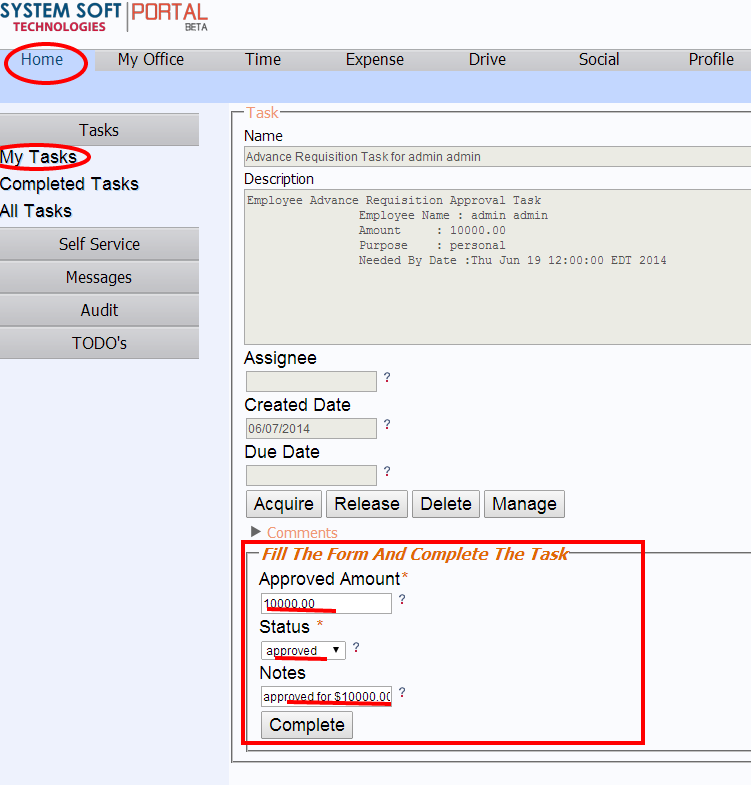 SYSTEM SOFT PORTAL
TECHNOLOGIES BETA
Home My Office Time Expense Drive Social Profile
Tasks
My Tasks
Completed Tasks
All Tasks
Self Service
Messages
Audit
TODO's
Task
Name
Advance Requisition Task for admin admin
Description
Employee Advance Requisition Approval Task
Employee Name : admin admin
Amount : 10000.00
Purpose : personal
Needed By Date :Thu Jun 19 12:00:00 EDT 2014
Assignee
?
Created Date
06/07/2014 ?
Due Date
?
Acquire Release Delete Manage
Comments
Fill The Form And Complete The Task
Approved Amount*
10000.00 ?
Status *
approved ?
Notes
approved for $10000.00 ?
Complete